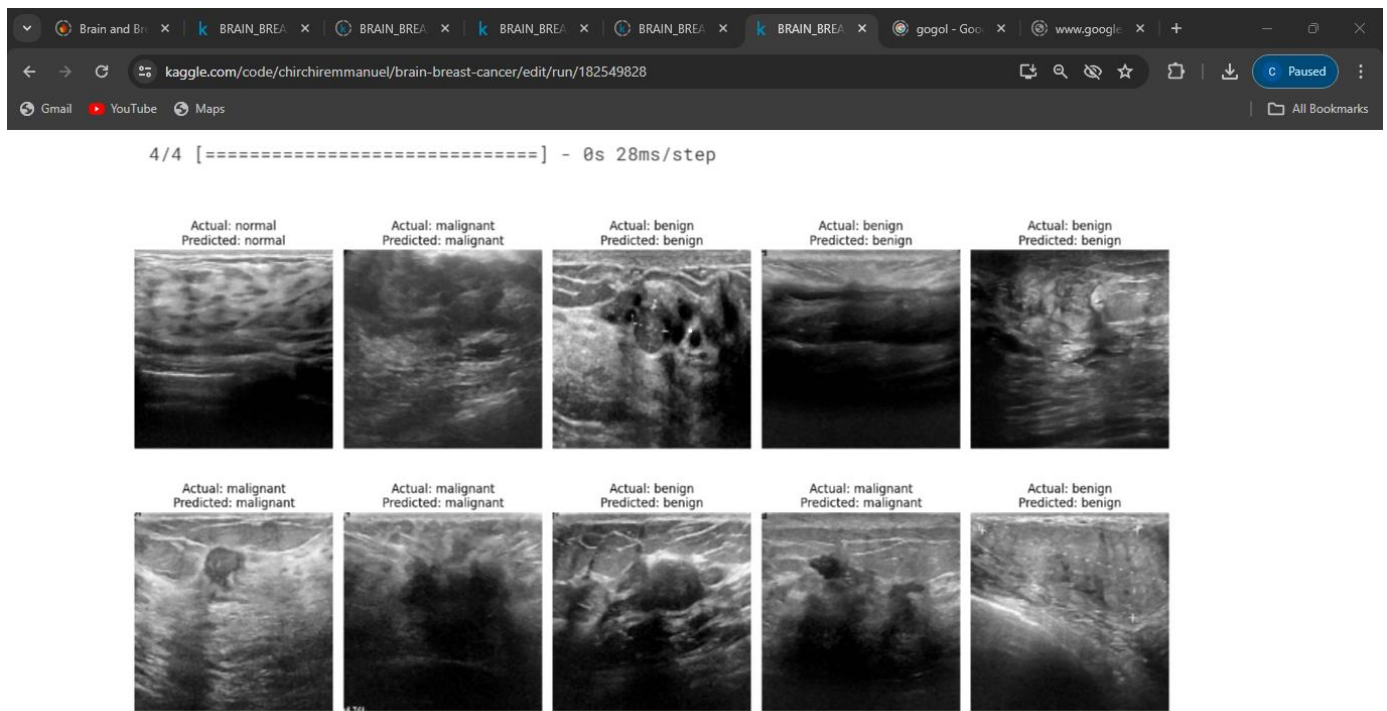 Brain and Bre
BRAIN_BREA
BRAIN_BREA
BRAIN_BREA
BRAIN_BREA
BRAIN_BREA
gogol - Goo
www.google
kaggle.com/code/chirchiremmanuel/brain-breast-cancer/edit/run/182549828
C Paused
Gmail
YouTube
Maps
All Bookmarks
4/4 [==============================] - 0s 28ms/step
Actual: normal
Predicted: normal
Actual: malignant
Predicted: malignant
Actual: benign
Predicted: benign
Actual: benign
Predicted: benign
Actual: benign
Predicted: benign
Actual: malignant
Predicted: malignant
Actual: malignant
Predicted: malignant
Actual: benign
Predicted: benign
Actual: malignant
Predicted: malignant
Actual: benign
Predicted: benign